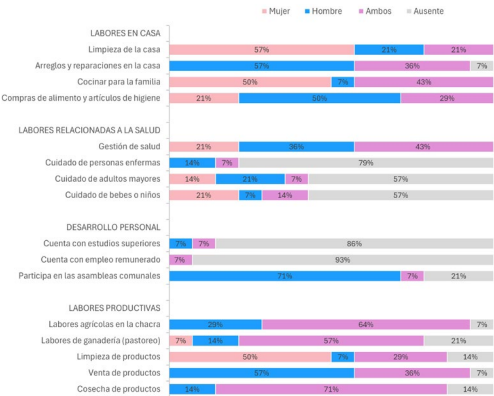 Mujer Hombre Ambos Ausente
LABORES EN CASA
Limpieza de la casa 57% 21% 21%
Arreglos y reparaciones en la casa 57% 36% 7%
Cocinar para la familia 50% 7% 43%
Compras de alimento y artículos de higiene 21% 50% 29%
LABORES RELACIONADAS A LA SALUD
Gestión de salud 21% 36% 43%
Cuidado de personas enfermas 14% 7% 79%
Cuidado de adultos mayores 14% 21% 7% 57%
Cuidado de bebes o niños 21% 7% 14% 57%
DESARROLLO PERSONAL
Cuenta con estudios superiores 7% 7% 86%
Cuenta con empleo remunerado 7% 93%
Participa en las asambleas comunales 71% 7% 21%
LABORES PRODUCTIVAS
Labores agrícolas en la chacra 29% 64% 7%
Labores de ganadería (pastoreo) 7% 14% 57% 21%
Limpieza de productos 50% 7% 29% 14%
Venta de productos 57% 36% 7%
Cosecha de productos 14% 71% 14%